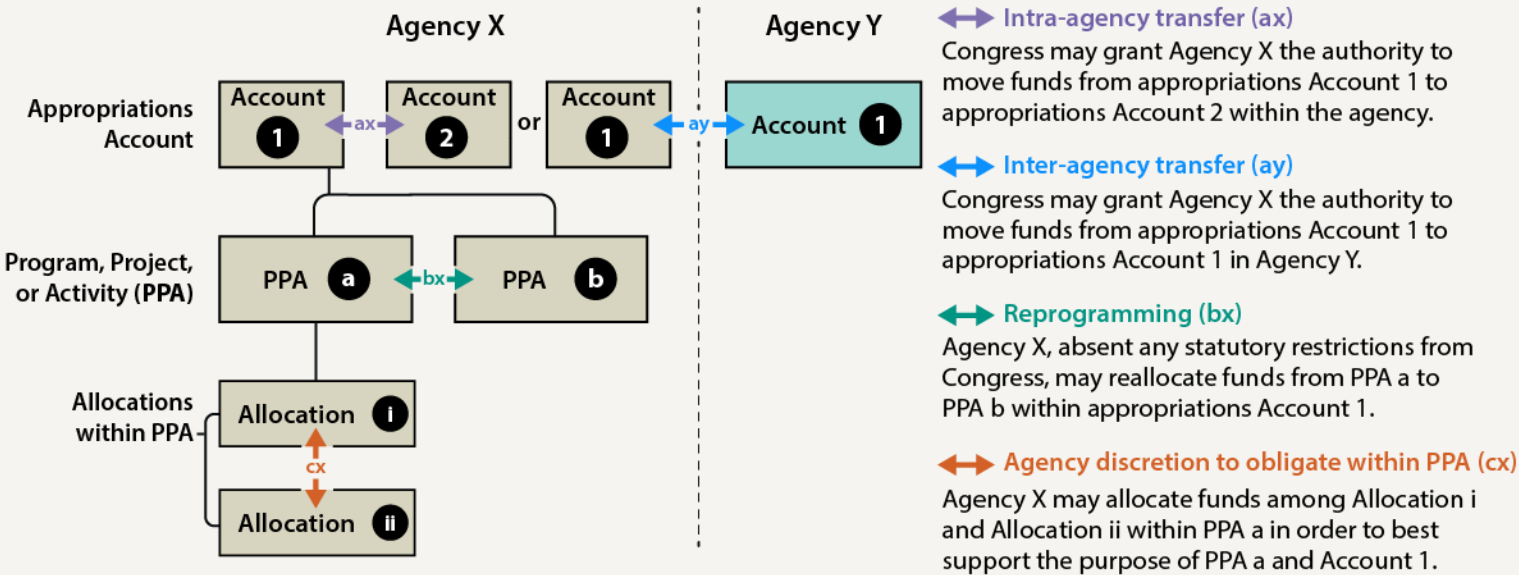 Agency X
Agency Y
Appropriations
Account
Account
1
ax
Account
2
or
Account
1
ay
Account 1
Program, Project,
or Activity (PPA)
PPA a
bx
PPA b
Allocations
within PPA
Allocation i
cx
Allocation ii
Intra-agency transfer (ax)
Congress may grant Agency X the authority to
move funds from appropriations Account 1 to
appropriations Account 2 within the agency.
Inter-agency transfer (ay)
Congress may grant Agency X the authority to
move funds from appropriations Account 1 to
appropriations Account 1 in Agency Y.
Reprogramming (bx)
Agency X, absent any statutory restrictions from
Congress, may reallocate funds from PPA a to
PPA b within appropriations Account 1.
Agency discretion to obligate within PPA (cx)
Agency X may allocate funds among Allocation i
and Allocation ii within PPA a in order to best
support the purpose of PPA a and Account 1.